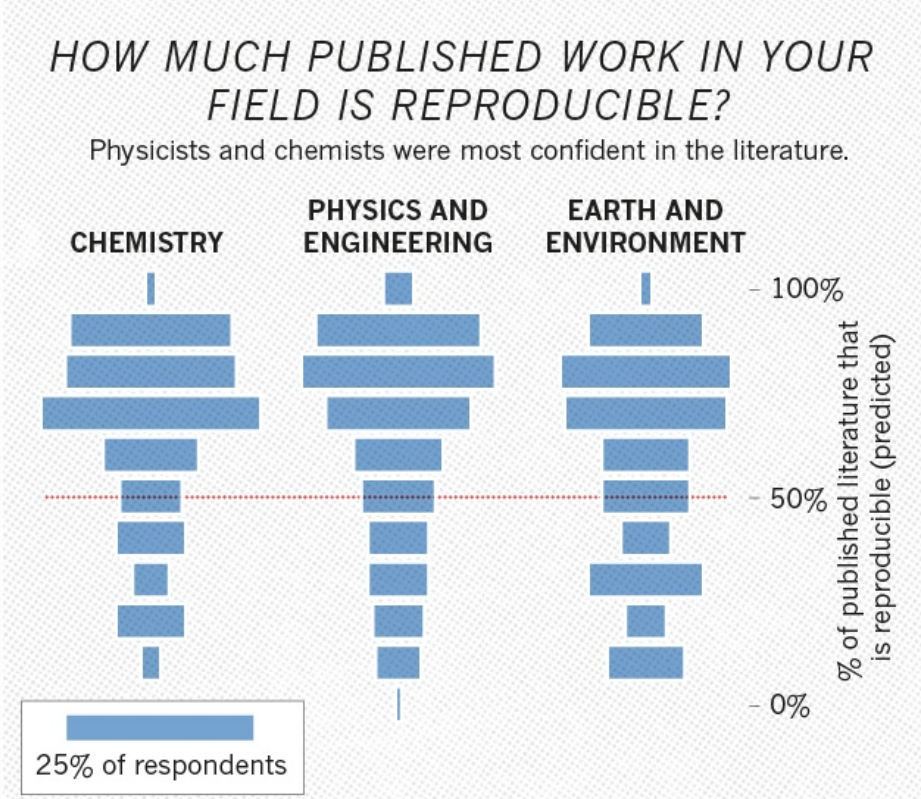 HOW MUCH PUBLISHED WORK IN YOUR
FIELD IS REPRODUCIBLE?
Physicists and chemists were most confident in the literature.
CHEMISTRY
PHYSICS AND
ENGINEERING
EARTH AND
ENVIRONMENT
100%
50%
0%
% of published literature that
is reproducible (predicted)
25% of respondents